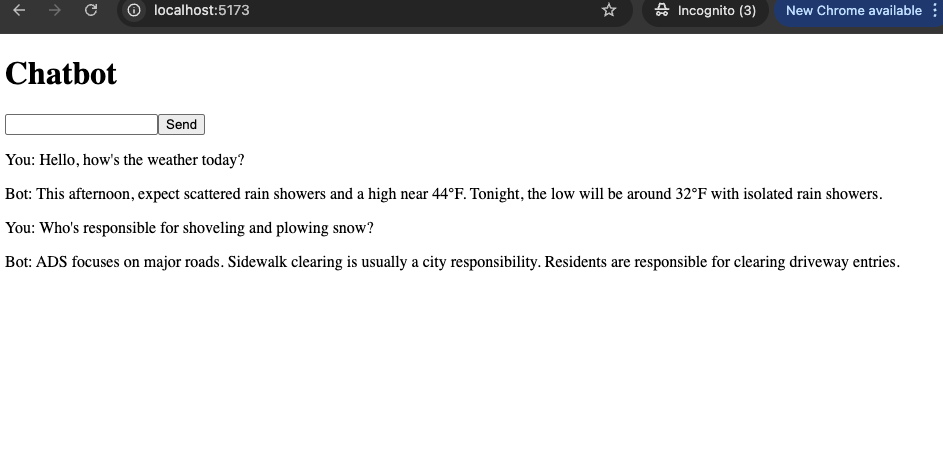 localhost:5173
Incognito (3)
New Chrome available
Chatbot
Send
You: Hello, how's the weather today?
Bot: This afternoon, expect scattered rain showers and a high near 44°F. Tonight, the low will be around 32°F with isolated rain showers.
You: Who's responsible for shoveling and plowing snow?
Bot: ADS focuses on major roads. Sidewalk clearing is usually a city responsibility. Residents are responsible for clearing driveway entries.